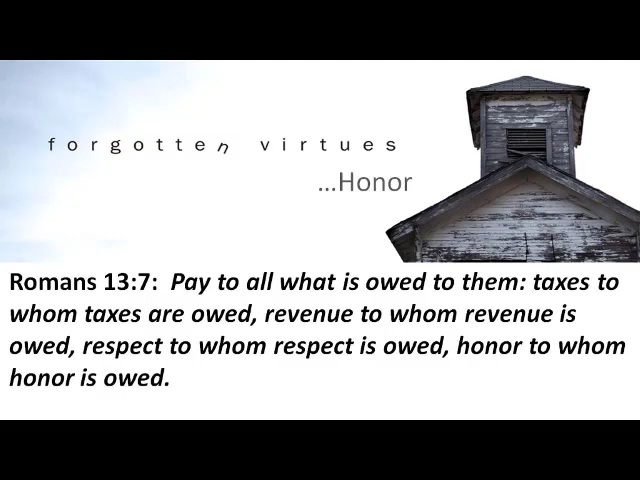 forgotten virtues
...Honor
Romans 13:7: Pay to all what is owed to them: taxes to
whom taxes are owed, revenue to whom revenue is
owed, respect to whom respect is owed, honor to whom
honor is owed.